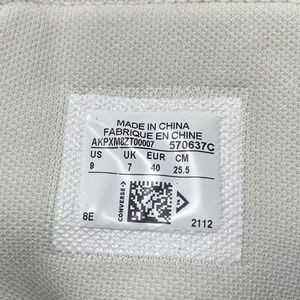 MADE IN CHINA
FABRIQUE EN CHINE
AKPXM8ZT00007 570637C
US UK EUR CM
9 7 40 25.5
CONVERSE
8E 2112